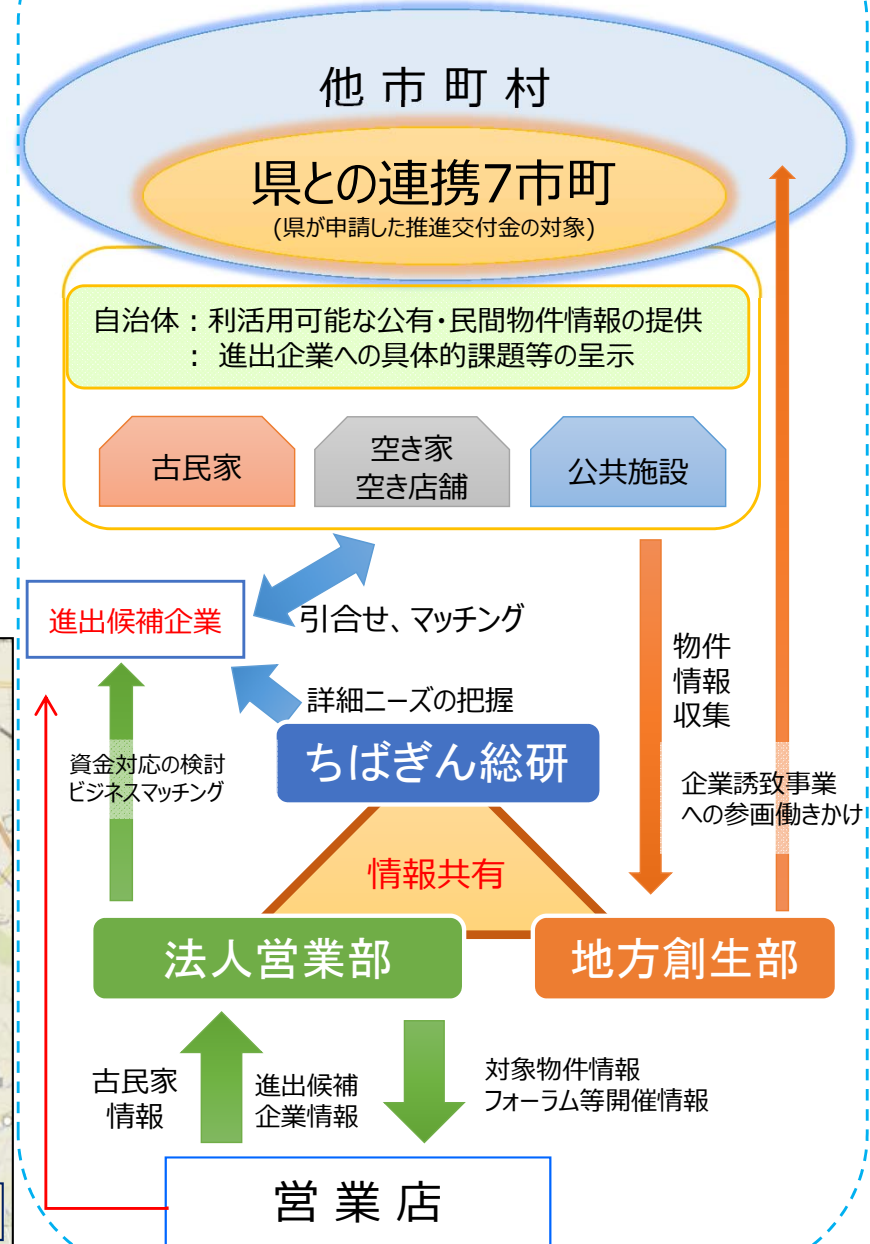 他市町村
県との連携7市町
(県が申請した推進交付金の対象)
自治体：利活用可能な公有・民間物件情報の提供
： 進出企業への具体的課題等の呈示
古民家
空き家
空き店舗
公共施設
進出候補企業
引合せ、マッチング
物件
情報
収集
詳細ニーズの把握
ちばぎん総研
資金対応の検討
ビジネスマッチング
企業誘致事業
への参画働きかけ
情報共有
法人営業部
地方創生部
古民家
情報
進出候補
企業情報
対象物件情報
フォーラム等開催情報
営業店